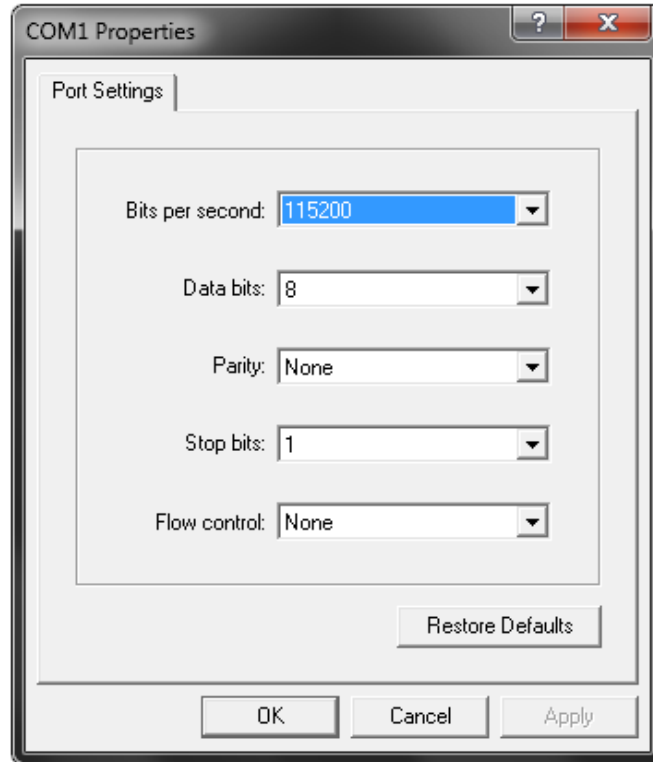 COM1 Properties
?
X
Port Settings
Bits per second: 115200
Data bits: 8
Parity: None
Stop bits: 1
Flow control: None
Restore Defaults
OK Cancel Apply